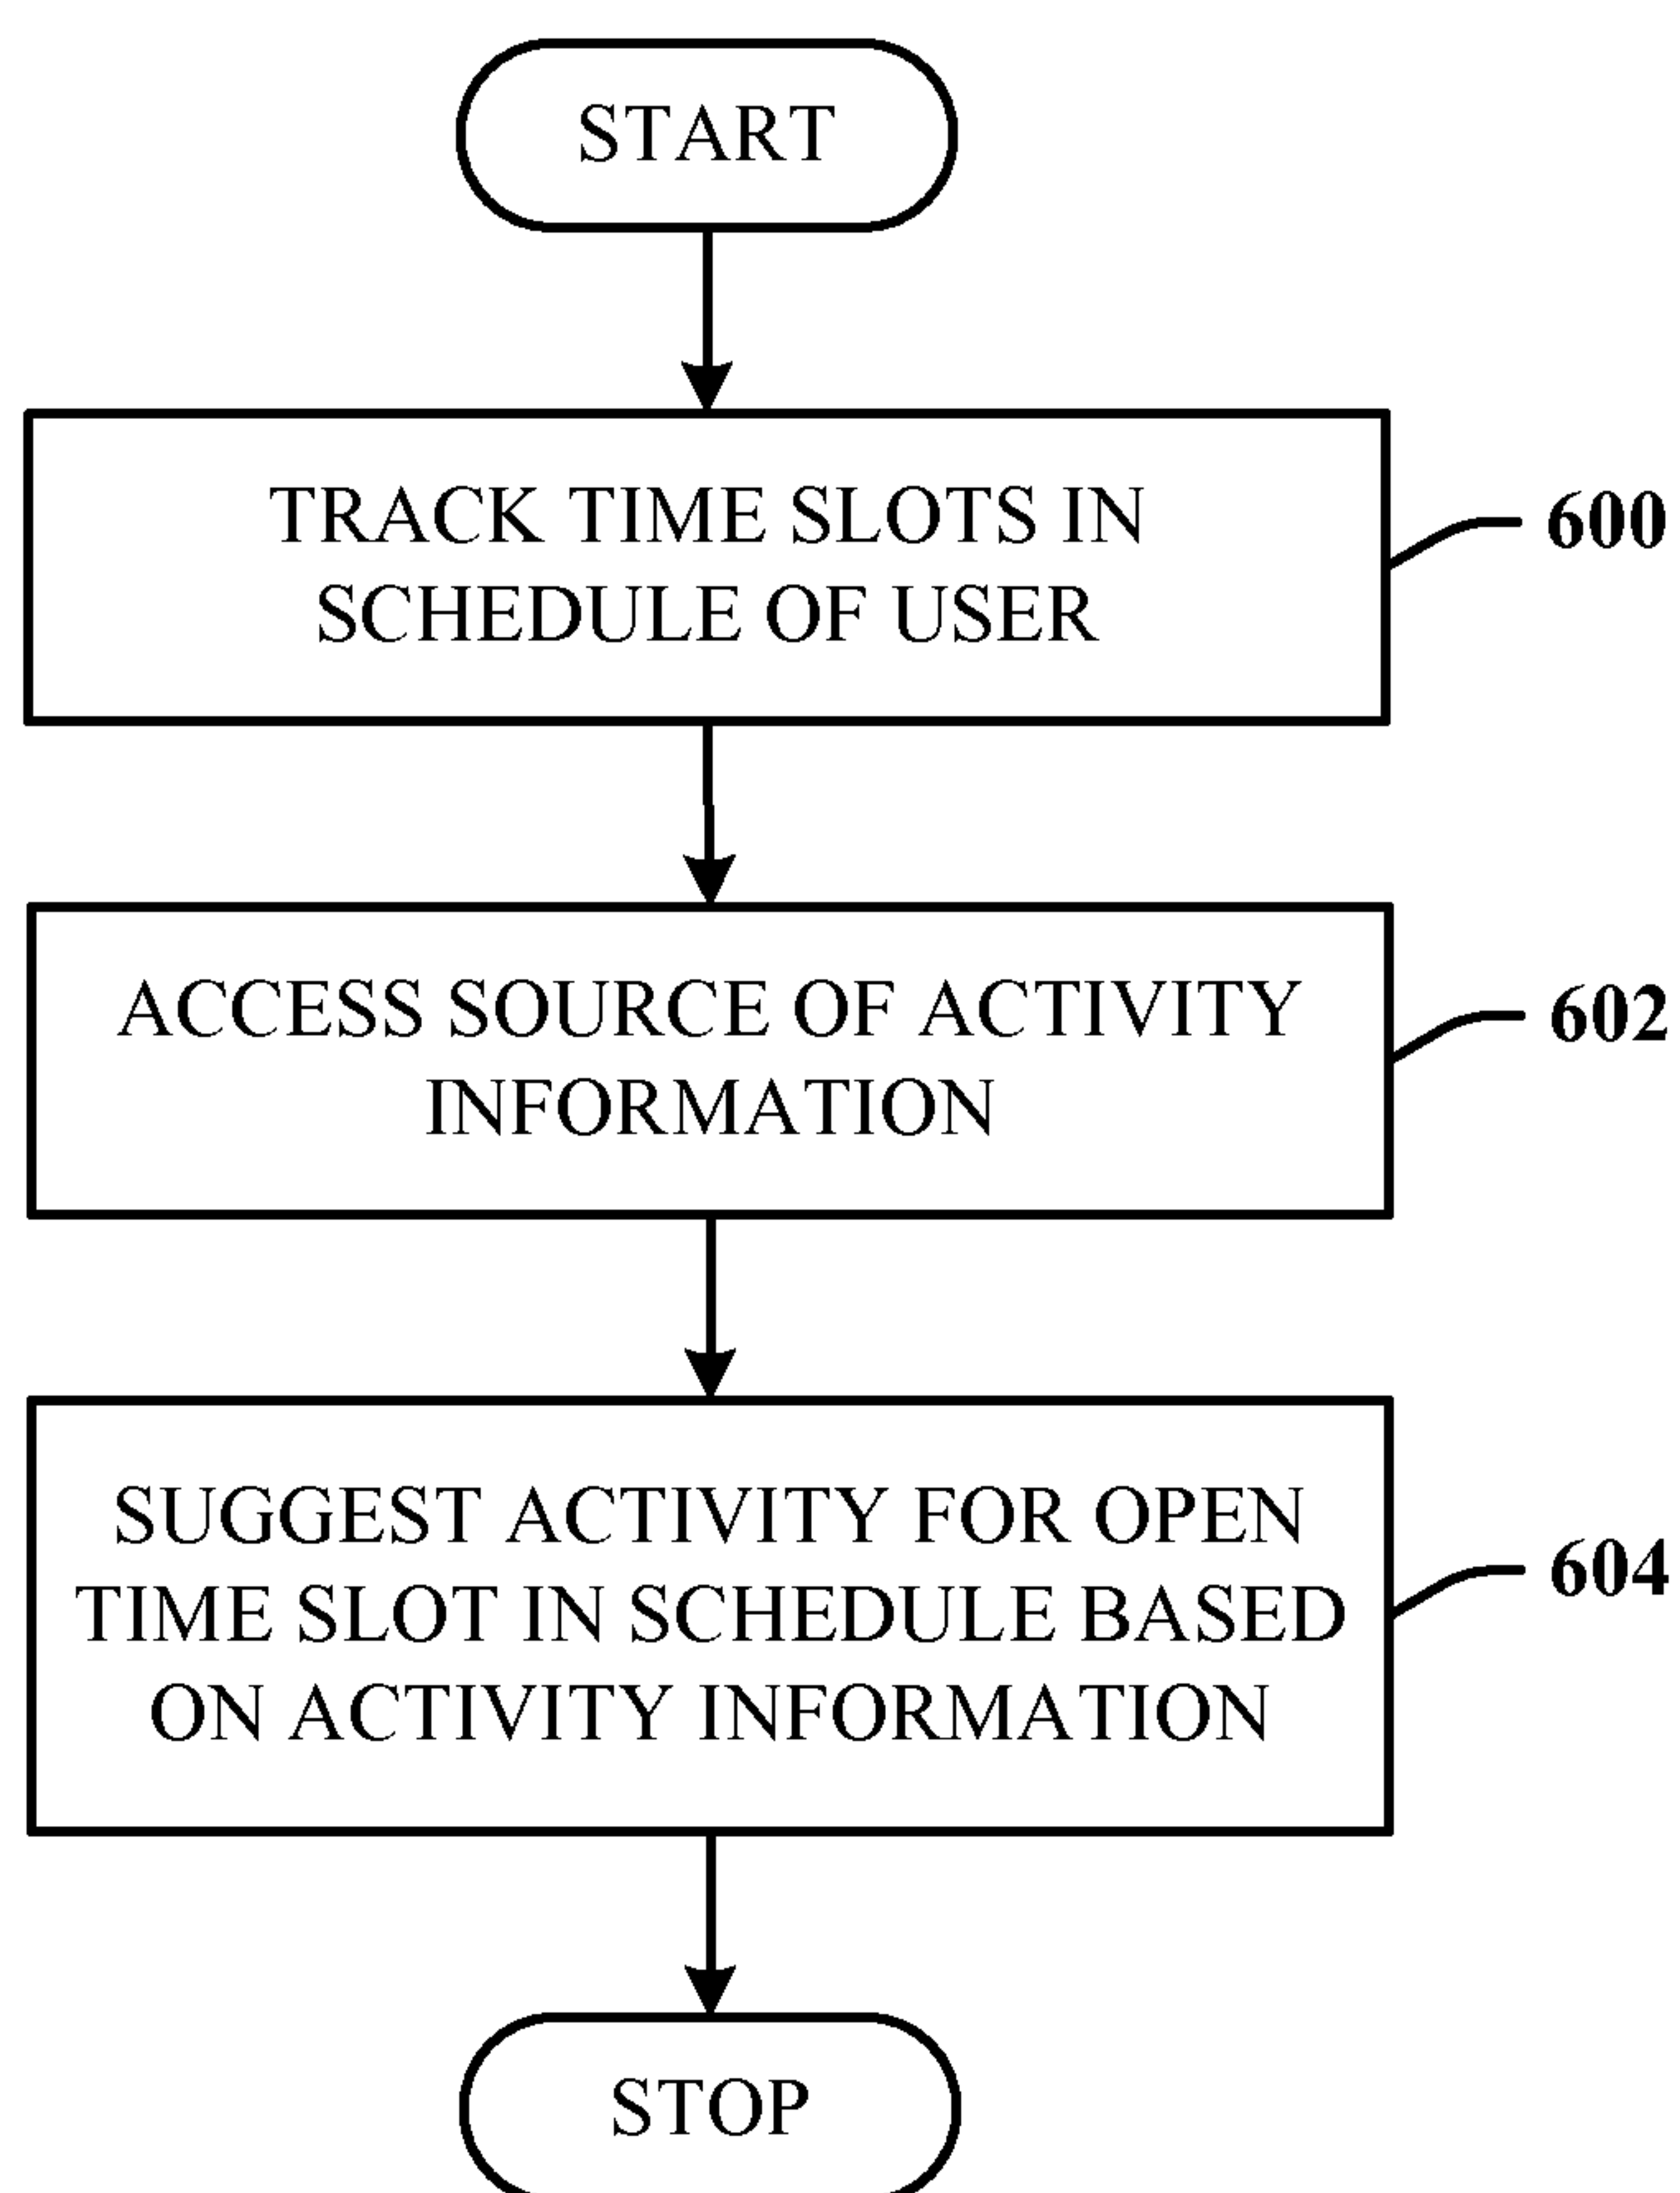 START
TRACK TIME SLOTS IN
SCHEDULE OF USER
600
ACCESS SOURCE OF ACTIVITY
INFORMATION
602
SUGGEST ACTIVITY FOR OPEN
TIME SLOT IN SCHEDULE BASED
ON ACTIVITY INFORMATION
604
STOP